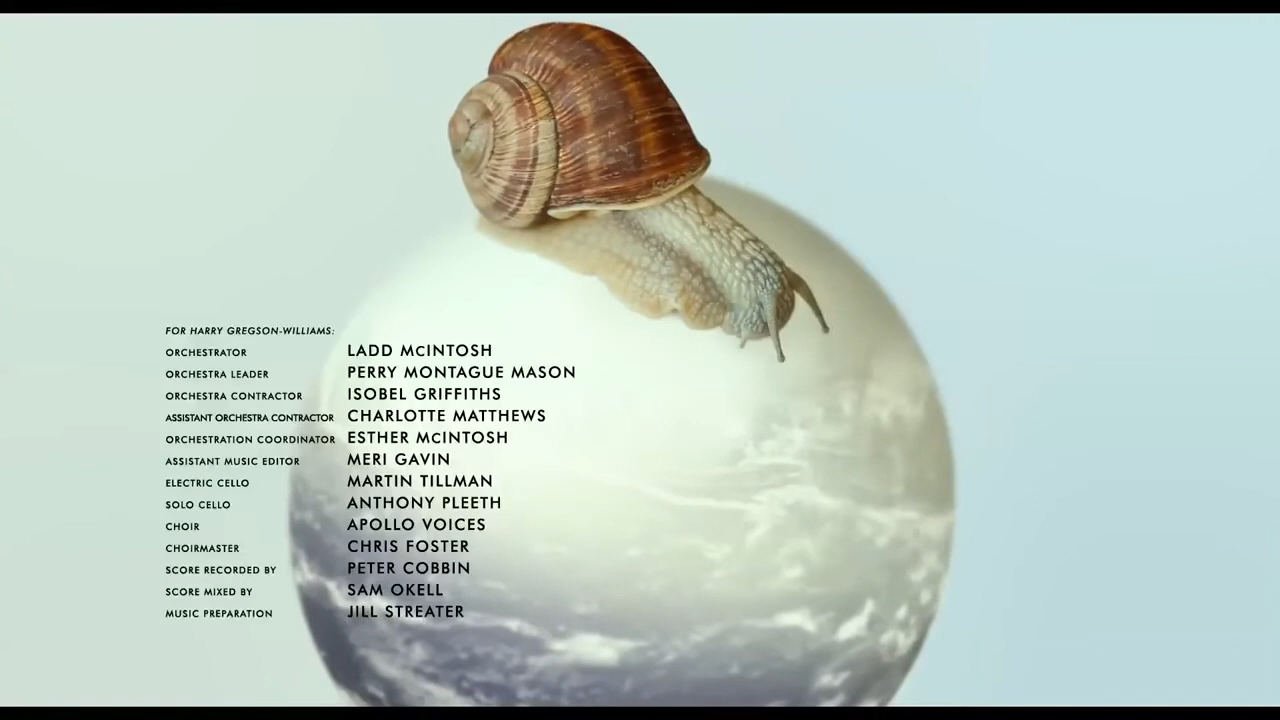 FOR HARRY GREGSON-WILLIAMS:
ORCHESTRATOR LADD McINTOSH
ORCHESTRA LEADER PERRY MONTAGUE MASON
ORCHESTRA CONTRACTOR ISOBEL GRIFFITHS
ASSISTANT ORCHESTRA CONTRACTOR CHARLOTTE MATTHEWS
ORCHESTRATION COORDINATOR ESTHER McINTOSH
ASSISTANT MUSIC EDITOR MERI GAVIN
ELECTRIC CELLO MARTIN TILLMAN
SOLO CELLO ANTHONY PLEETH
CHOIR APOLLO VOICES
CHOIRMASTER CHRIS FOSTER
SCORE RECORDED BY PETER COBBIN
SCORE MIXED BY SAM OKELL
MUSIC PREPARATION JILL STREATER